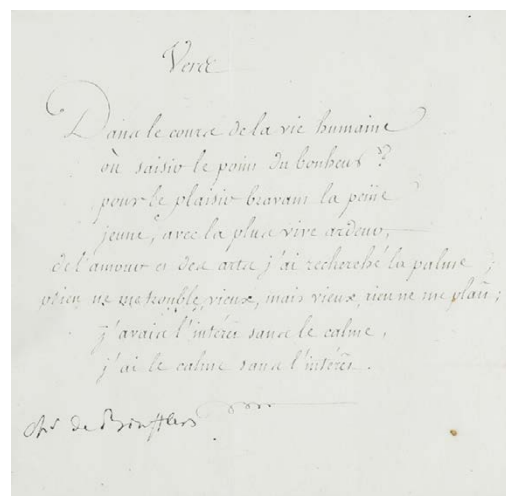 Vers
Dans le cours de la vie humaine
où saisir le point du bonheur ?
pour le plaisir bravant la peine
jeune, avec la plus vive ardeur,
de l'amour et des arts j'ai recherché la palme ;
rien ne me trouble vieux, mais vieux, rien ne me plaît ;
j'avais l'intérêt sans le calme,
j'ai le calme sans l'intérêt.
de Boufflers